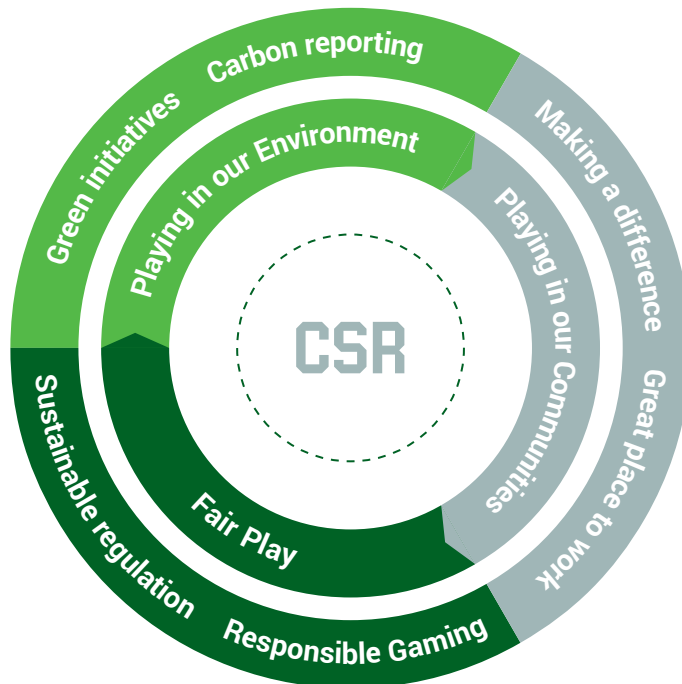 Green initiatives
Carbon reporting
Making a difference
Great place to work
Responsible Gaming
Sustainable regulation
Playing in our Environment
Playing in our Communities
Fair Play
CSR